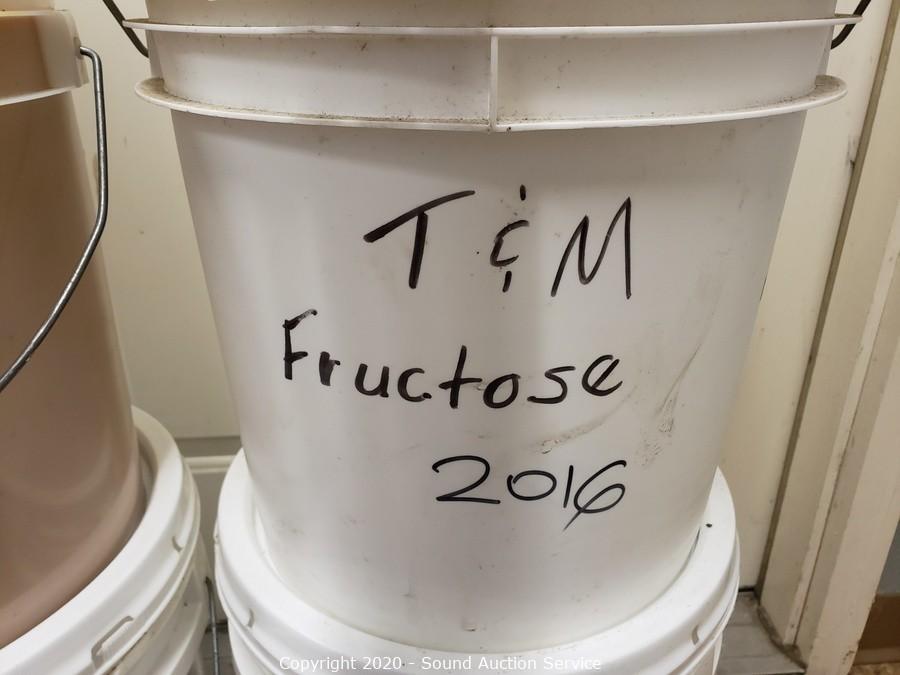 T & M
Fructose
2016
Copyright 2020 - Sound Auction Service